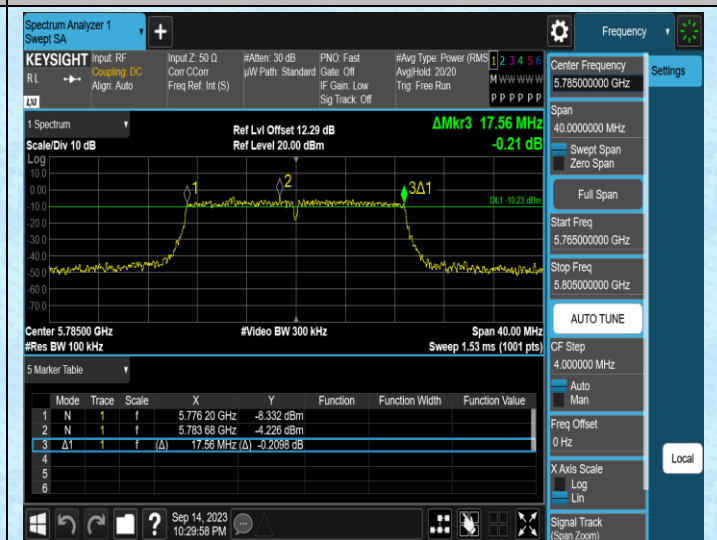 Spectrum Analyzer 1
Swept SA
+
Frequency
KEYSIGHT Input: RF Input Z: 50 Ω #Atten: 30 dB PNO: Fast #Avg Type: Power (RMS 1 2 3 4 5 6
RL Coupling: DC Corr CCorr µW Path: Standard Gate: Off Avg|Hold: 20/20 M W W W W W
Align: Auto Freq Ref: Int (S) IF Gain: Low Trig: Free Run
Sig Track: Off P P P P P P
LXI
1 Spectrum
Scale/Div 10 dB
Ref Lvl Offset 12.29 dB
Ref Level 20.00 dBm
ΔMkr3 17.56 MHz
-0.21 dB
Log
10.0
0.00
-10.0
-20.0
-30.0
-40.0
-50.0
-60.0
-70.0
1
2
3Δ1
DL1 -10.23 dBm
Center 5.78500 GHz #Video BW 300 kHz Span 40.00 MHz
#Res BW 100 kHz Sweep 1.53 ms (1001 pts)
5 Marker Table
Mode Trace Scale X Y Function Function Width Function Value
1 N 1 f 5.776 20 GHz -8.332 dBm
2 N 1 f 5.783 68 GHz -4.226 dBm
3 Δ1 1 f (Δ) 17.56 MHz (Δ) -0.2098 dB
4
5
6
?
Sep 14, 2023
10:29:58 PM
Center Frequency
5.785000000 GHz
Span
40.0000000 MHz
Swept Span
Zero Span
Full Span
Start Freq
5.765000000 GHz
Stop Freq
5.805000000 GHz
AUTO TUNE
CF Step
4.000000 MHz
Auto
Man
Freq Offset
0 Hz
X Axis Scale
Log
Lin
Signal Track
(Span Zoom)
Settings
Local